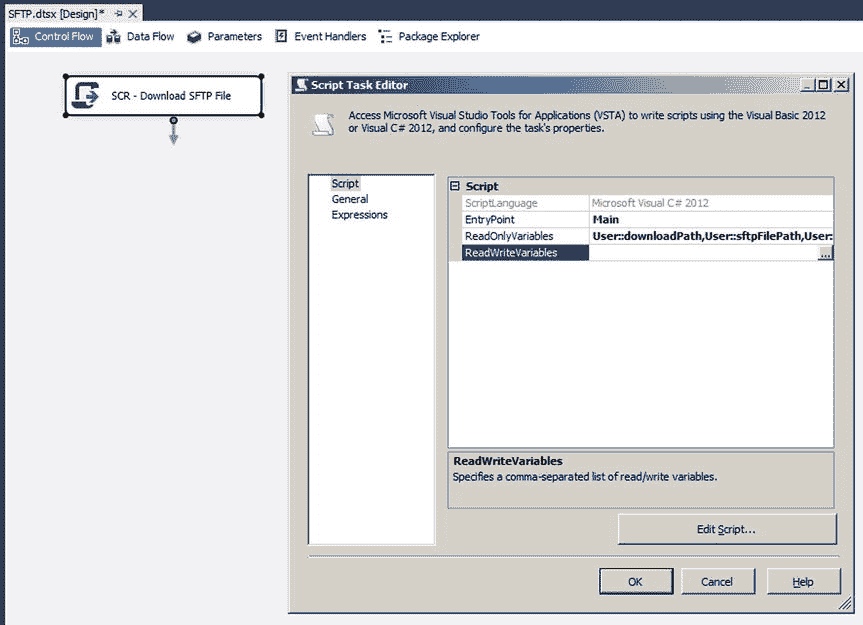 SFTP.dtsx [Design]*
Control Flow
Data Flow
Parameters
Event Handlers
Package Explorer
SCR - Download SFTP File
Script Task Editor
Access Microsoft Visual Studio Tools for Applications (VSTA) to write scripts using the Visual Basic 2012
or Visual C# 2012, and configure the task's properties.
Script
General
Expressions
Script
ScriptLanguage Microsoft Visual C# 2012
EntryPoint Main
ReadOnlyVariables User::downloadPath,User::sftpFilePath,User:
ReadWriteVariables ...
ReadWriteVariables
Specifies a comma-separated list of read/write variables.
Edit Script...
OK
Cancel
Help